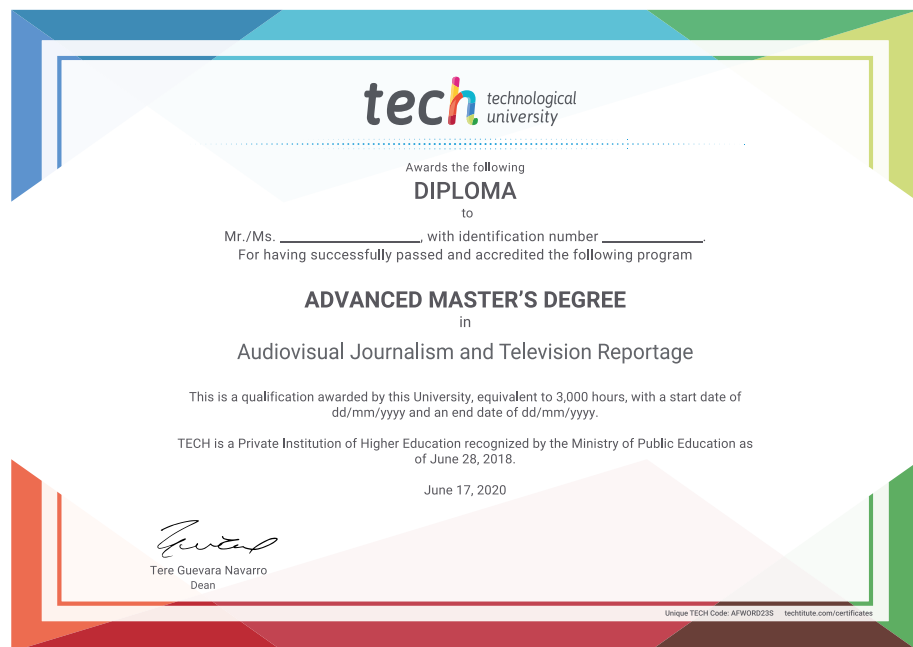 tech technological
university
Awards the following
DIPLOMA
to
Mr./Ms. ____________________, with identification number ______________.
For having successfully passed and accredited the following program
ADVANCED MASTER'S DEGREE
in
Audiovisual Journalism and Television Reportage
This is a qualification awarded by this University, equivalent to 3,000 hours, with a start date of
dd/mm/yyyy and an end date of dd/mm/yyyy.
TECH is a Private Institution of Higher Education recognized by the Ministry of Public Education as
of June 28, 2018.
June 17, 2020
Tere Guevara Navarro
Dean
Unique TECH Code: AFWORD23S techtitute.com/certificates